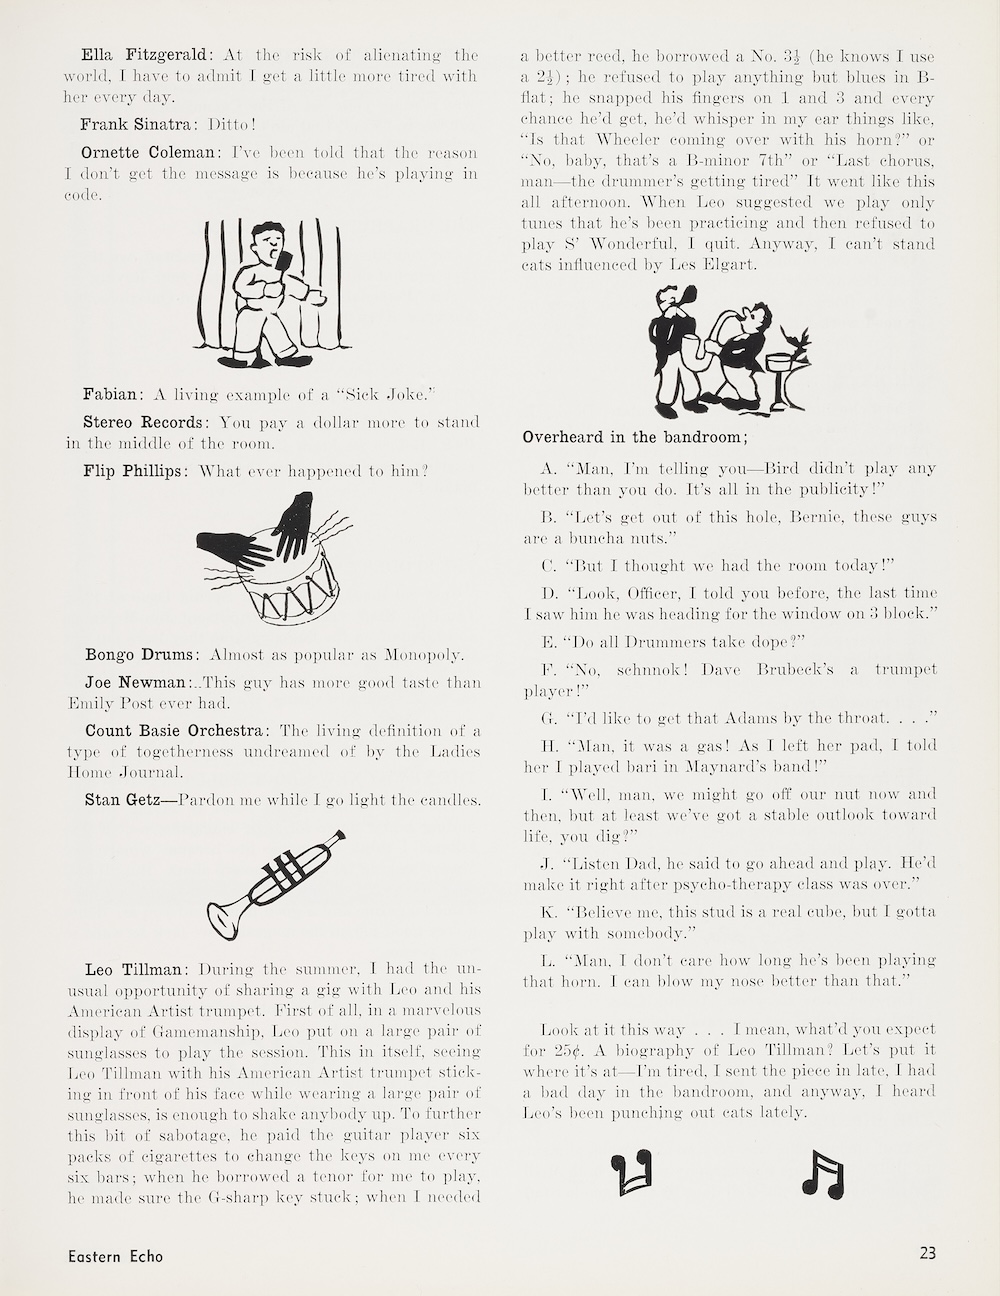 Ella Fitzgerald: At the risk of alienating the
world, I have to admit I get a little more tired with
her every day.
Frank Sinatra: Ditto!
Ornette Coleman: I've been told that the reason
I don't get the message is because he's playing in
code.
Fabian: A living example of a "Sick Joke."
Stereo Records: You pay a dollar more to stand
in the middle of the room.
Flip Phillips: What ever happened to him?
Bongo Drums: Almost as popular as Monopoly.
Joe Newman:..This guy has more good taste than
Emily Post ever had.
Count Basie Orchestra: The living definition of a
type of togetherness undreamed of by the Ladies
Home Journal.
Stan Getz—Pardon me while I go light the candles.
Leo Tillman: During the summer, I had the un-
usual opportunity of sharing a gig with Leo and his
American Artist trumpet. First of all, in a marvelous
display of Gamemanship, Leo put on a large pair of
sunglasses to play the session. This in itself, seeing
Leo Tillman with his American Artist trumpet stick-
ing in front of his face while wearing a large pair of
sunglasses, is enough to shake anybody up. To further
this bit of sabotage, he paid the guitar player six
packs of cigarettes to change the keys on me every
six bars; when he borrowed a tenor for me to play,
he made sure the G-sharp key stuck; when I needed
a better reed, he borrowed a No. 3½ (he knows I use
a 2½); he refused to play anything but blues in B-
flat; he snapped his fingers on 1 and 3 and every
chance he'd get, he'd whisper in my ear things like,
"Is that Wheeler coming over with his horn?" or
"No, baby, that's a B-minor 7th" or "Last chorus,
man—the drummer's getting tired" It went like this
all afternoon. When Leo suggested we play only
tunes that he's been practicing and then refused to
play S' Wonderful, I quit. Anyway, I can't stand
cats influenced by Les Elgart.
Overheard in the bandroom;
A. "Man, I'm telling you—Bird didn't play any
better than you do. It's all in the publicity!"
B. "Let's get out of this hole, Bernie, these guys
are a buncha nuts."
C. "But I thought we had the room today!"
D. "Look, Officer, I told you before, the last time
I saw him he was heading for the window on 3 block."
E. "Do all Drummers take dope?"
F. "No, schnnok! Dave Brubeck's a trumpet
player!"
G. "I'd like to get that Adams by the throat. . . ."
H. "Man, it was a gas! As I left her pad, I told
her I played bari in Maynard's band!"
I. "Well, man, we might go off our nut now and
then, but at least we've got a stable outlook toward
life, you dig?"
J. "Listen Dad, he said to go ahead and play. He'd
make it right after psycho-therapy class was over."
K. "Believe me, this stud is a real cube, but I gotta
play with somebody."
L. "Man, I don't care how long he's been playing
that horn. I can blow my nose better than that."
Look at it this way . . . I mean, what'd you expect
for 25¢. A biography of Leo Tillman? Let's put it
where it's at—I'm tired, I sent the piece in late, I had
a bad day in the bandroom, and anyway, I heard
Leo's been punching out cats lately.
Eastern Echo
23